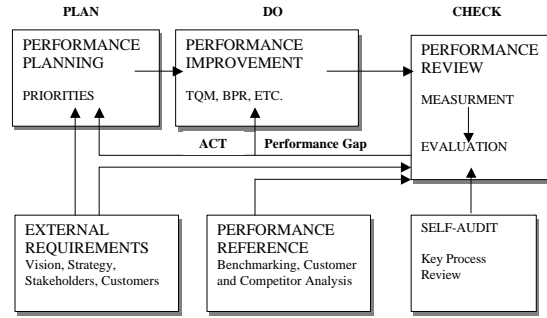 PLAN
DO
CHECK
PERFORMANCE
PLANNING
PRIORITIES
PERFORMANCE
IMPROVEMENT
TQM, BPR, ETC.
PERFORMANCE
REVIEW
MEASURMENT
EVALUATION
ACT
Performance Gap
EXTERNAL
REQUIREMENTS
Vision, Strategy,
Stakeholders, Customers
PERFORMANCE
REFERENCE
Benchmarking, Customer
and Competitor Analysis
SELF-AUDIT
Key Process
Review